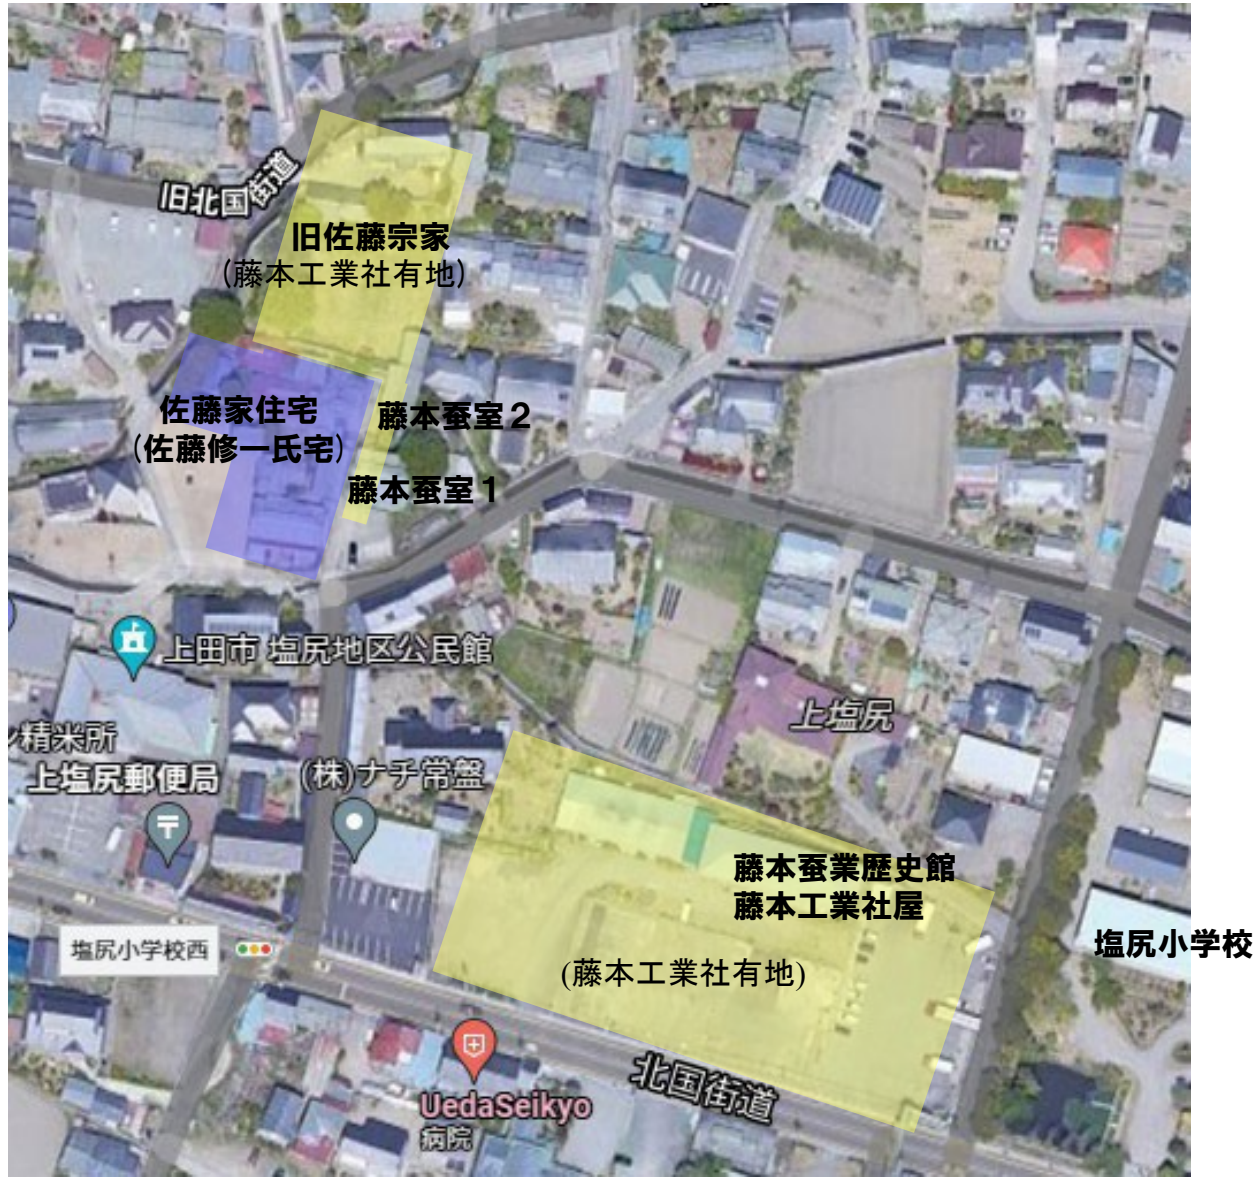 旧北国街道
旧佐藤宗家
(藤本工業社有地)
佐藤家住宅
(佐藤修一氏宅)
藤本蚕室2
藤本蚕室1
上田市 塩尻地区公民館
上塩尻
精米所
上塩尻郵便局
(株)ナチ常盤
藤本蚕業歴史館
藤本工業社屋
塩尻小学校
塩尻小学校西
(藤本工業社有地)
北国街道
UedaSeikyo
病院